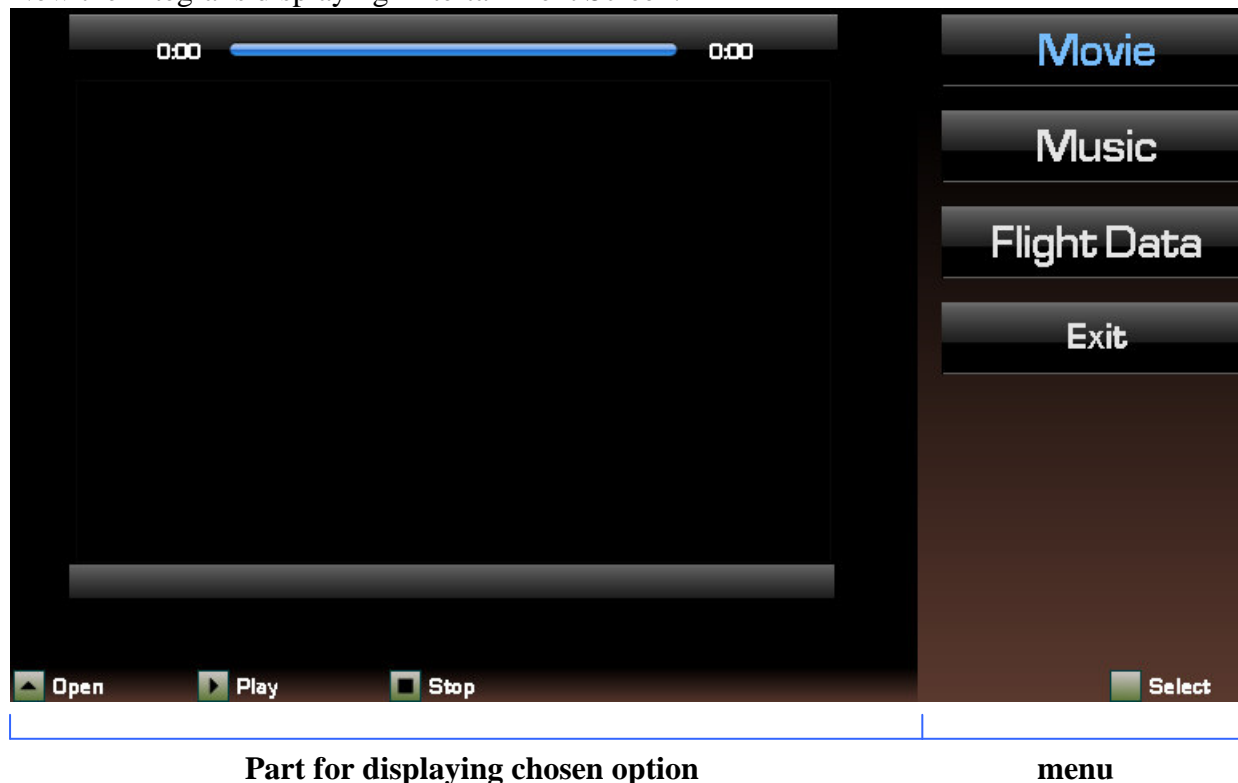 0:00 0:00
Movie
Music
Flight Data
Exit
Open Play Stop
Select
Part for displaying chosen option menu